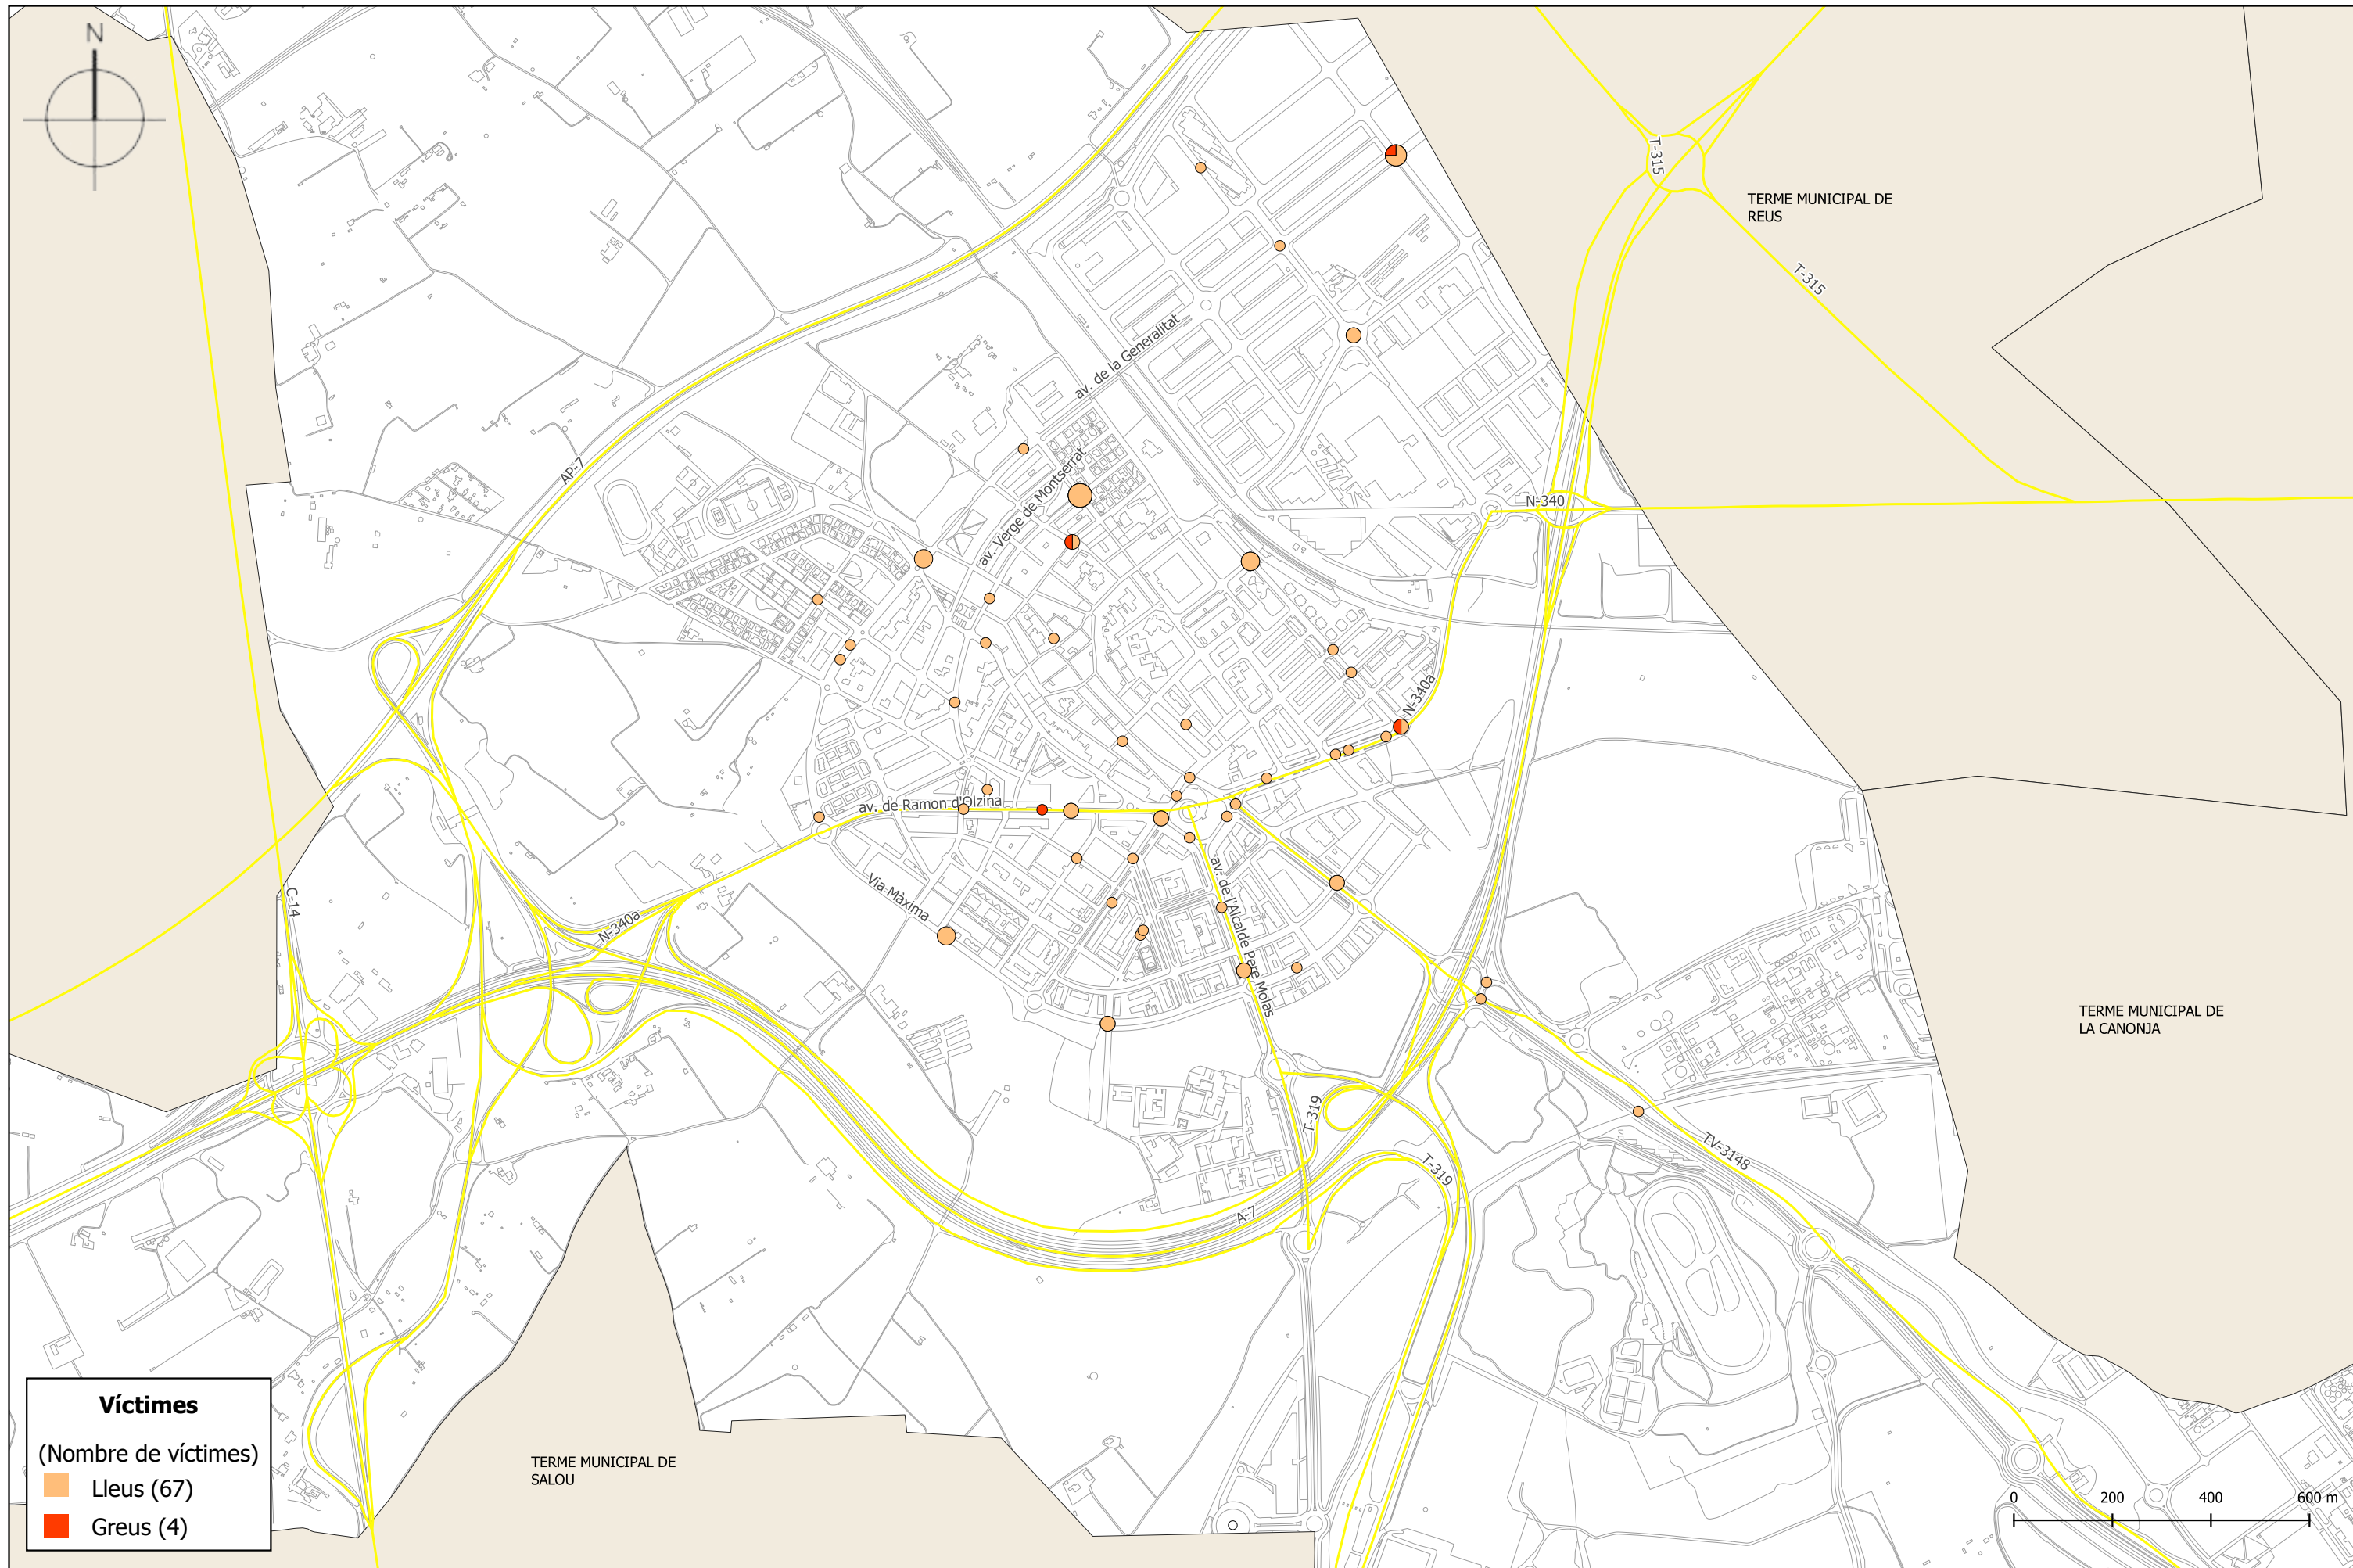 N
T-315
TERME MUNICIPAL DE
REUS
T-315
av. de la Generalitat
AP-7
av. Verge de Montserrat
N-340
N-340a
av. de Ramon d'Olzina
Via Màxima
C-14
N-340a
av. de l'Alcalde Pere Molas
TERME MUNICIPAL DE
LA CANONJA
T-319
TV-3148
T-319
A-7
Víctimes
(Nombre de víctimes)
Lleus (67)
Greus (4)
TERME MUNICIPAL DE
SALOU
0 200 400 600 m